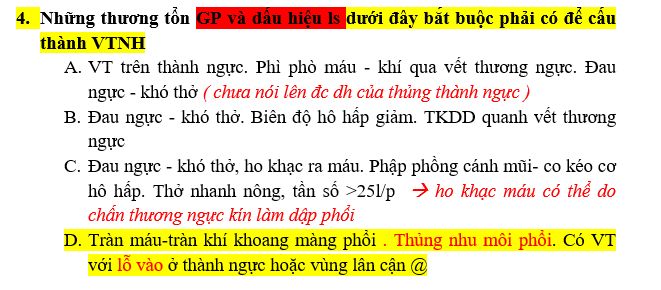 4. Những thương tổn GP và dấu hiệu ls dưới đây bắt buộc phải có để cấu
thành VTNH
A. VT trên thành ngực. Phì phò máu - khí qua vết thương ngực. Đau
ngực - khó thở ( chưa nói lên đc dh của thủng thành ngực )
B. Đau ngực - khó thở. Biên độ hô hấp giảm. TKDD quanh vết thương
ngực
C. Đau ngực - khó thở, ho khạc ra máu. Phập phồng cánh mũi- co kéo cơ
hô hấp. Thở nhanh nông, tần số >25l/p → ho khạc máu có thể do
chấn thương ngực kín làm dập phổi
D. Tràn máu-tràn khí khoang màng phổi . Thủng nhu môi phổi. Có VT
với lỗ vào ở thành ngực hoặc vùng lân cận @